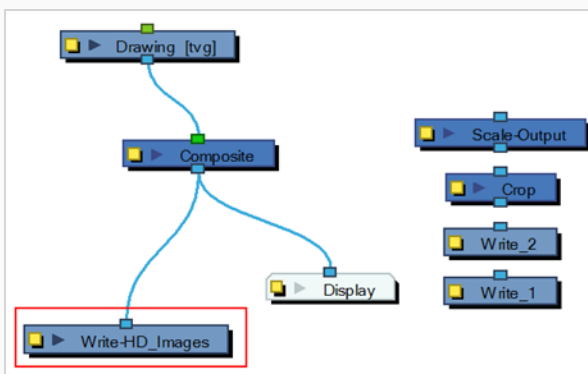 Drawing [tvg]
Composite
Display
Write-HD_Images
Scale-Output
Crop
Write_2
Write_1